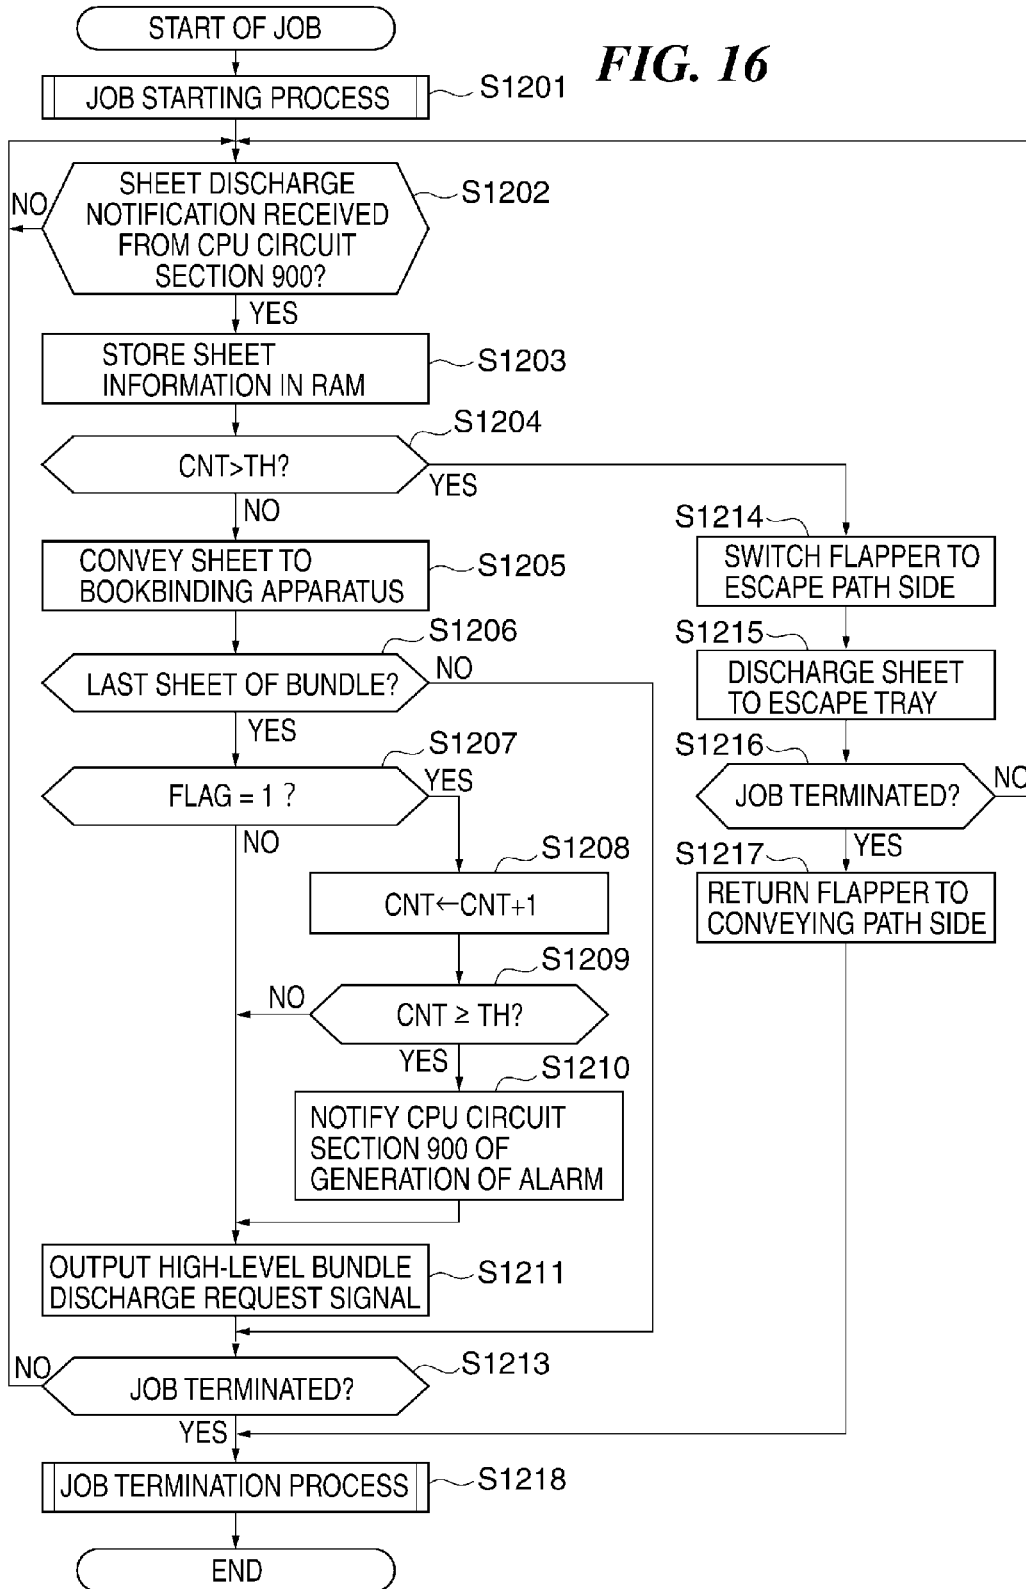 START OF JOB
FIG. 16
JOB STARTING PROCESS
S1201
SHEET DISCHARGE
NOTIFICATION RECEIVED
FROM CPU CIRCUIT
SECTION 900?
S1202
NO
YES
STORE SHEET
INFORMATION IN RAM
S1203
S1204
CNT>TH?
YES
NO
CONVEY SHEET TO
BOOKBINDING APPARATUS
S1205
S1206
LAST SHEET OF BUNDLE?
NO
YES
S1207
FLAG = 1 ?
YES
NO
S1208
CNT←CNT+1
S1209
CNT ≥ TH?
NO
YES
S1210
NOTIFY CPU CIRCUIT
SECTION 900 OF
GENERATION OF ALARM
OUTPUT HIGH-LEVEL BUNDLE
DISCHARGE REQUEST SIGNAL
S1211
S1213
NO
JOB TERMINATED?
YES
S1214
SWITCH FLAPPER TO
ESCAPE PATH SIDE
S1215
DISCHARGE SHEET
TO ESCAPE TRAY
S1216
JOB TERMINATED?
NO
YES
S1217
RETURN FLAPPER TO
CONVEYING PATH SIDE
JOB TERMINATION PROCESS
S1218
END